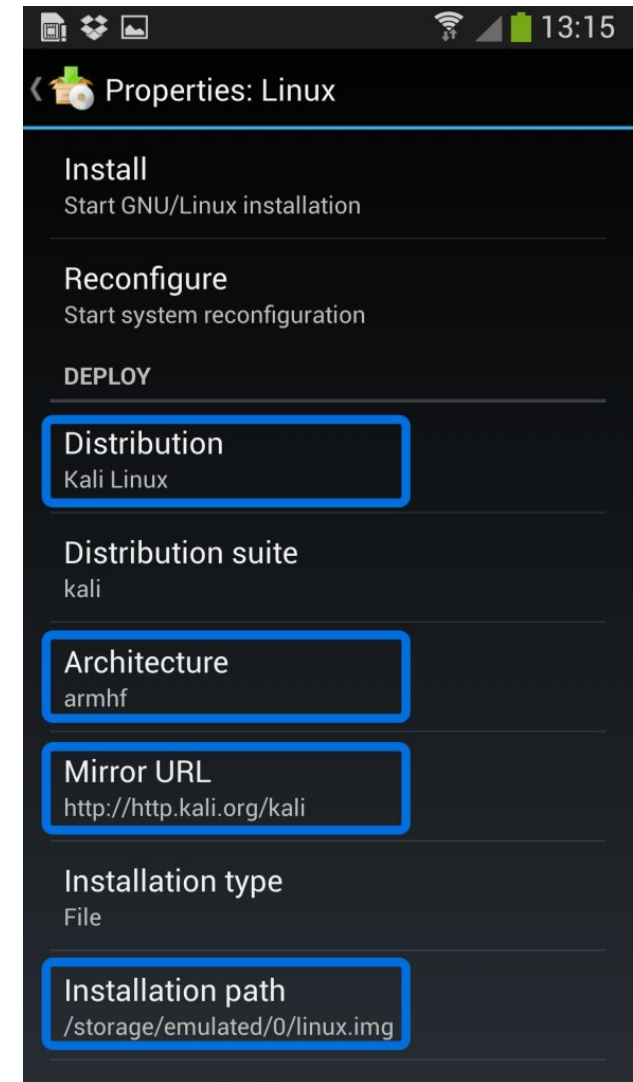 13:15
Properties: Linux
Install
Start GNU/Linux installation
Reconfigure
Start system reconfiguration
DEPLOY
Distribution
Kali Linux
Distribution suite
kali
Architecture
armhf
Mirror URL
http://http.kali.org/kali
Installation type
File
Installation path
/storage/emulated/0/linux.img